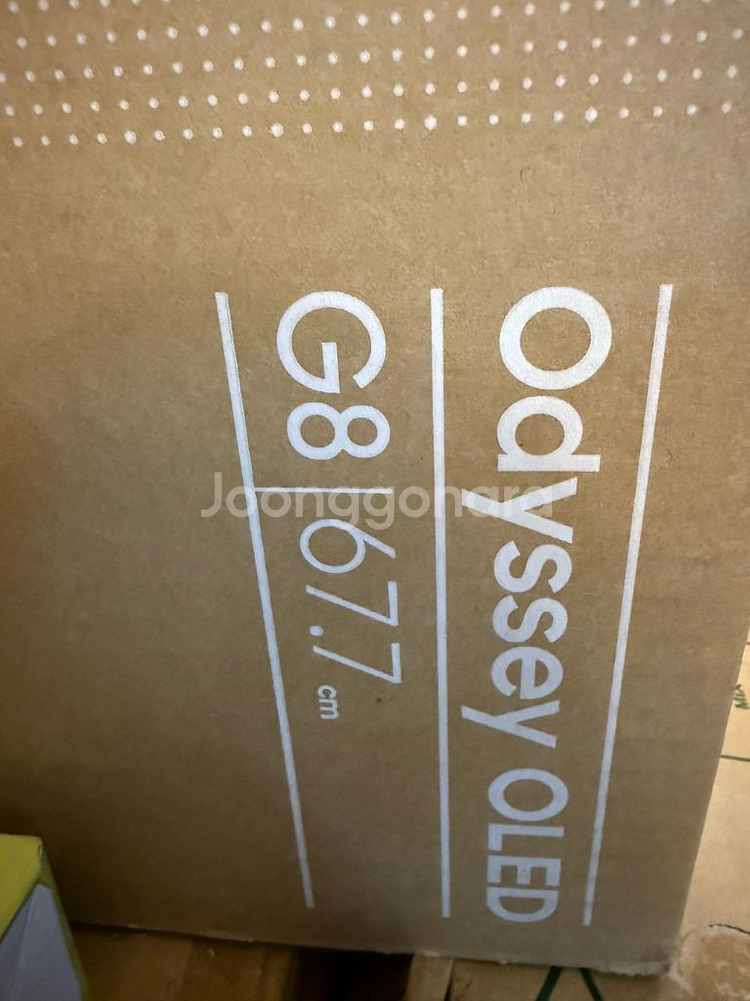 Odyssey OLED
G8 | 67.7 cm
Joonggonara